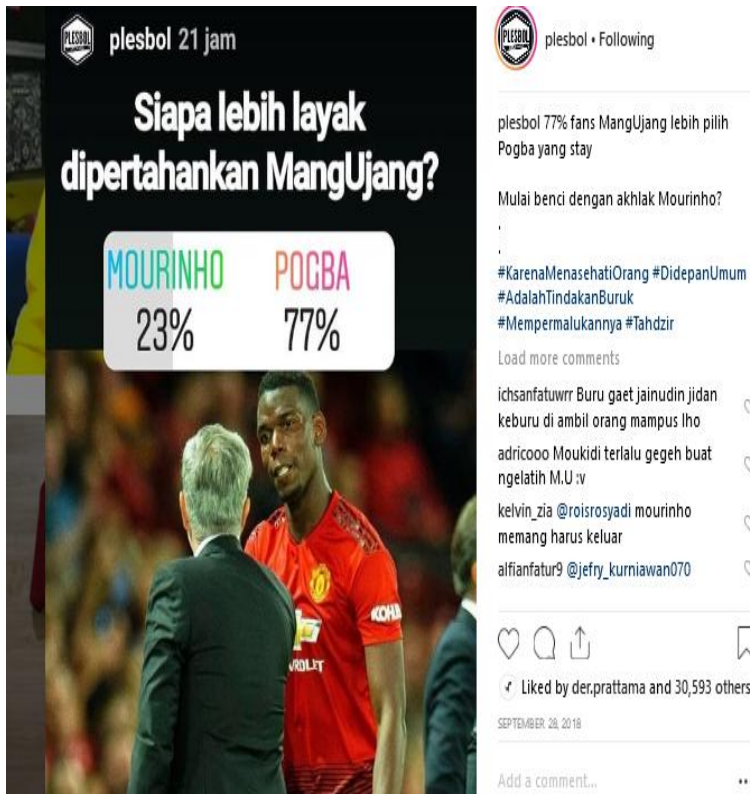 PLESBOL
plesbol 21 jam
Siapa lebih layak
dipertahankan MangUjang?
MOURINHO POGBA
23% 77%
KOHL
VROLET
PLESBOL
plesbol • Following
plesbol 77% fans MangUjang lebih pilih
Pogba yang stay
Mulai benci dengan akhlak Mourinho?
.
.
#KarenaMenasehatiOrang #DidepanUmum
#AdalahTindakanBuruk
#Mempermalukannya #Tahdzir
Load more comments
ichsanfatuwrr Buru gaet jainudin jidan
keburu di ambil orang mampus lho
adricooo Moukidi terlalu gegeh buat
ngelatih M.U :v
kelvin_zia @roisrosyadi mourinho
memang harus keluar
alfianfatur9 @jefry_kurniawan070
Liked by der.prattama and 30,593 others
SEPTEMBER 28, 2018
Add a comment...